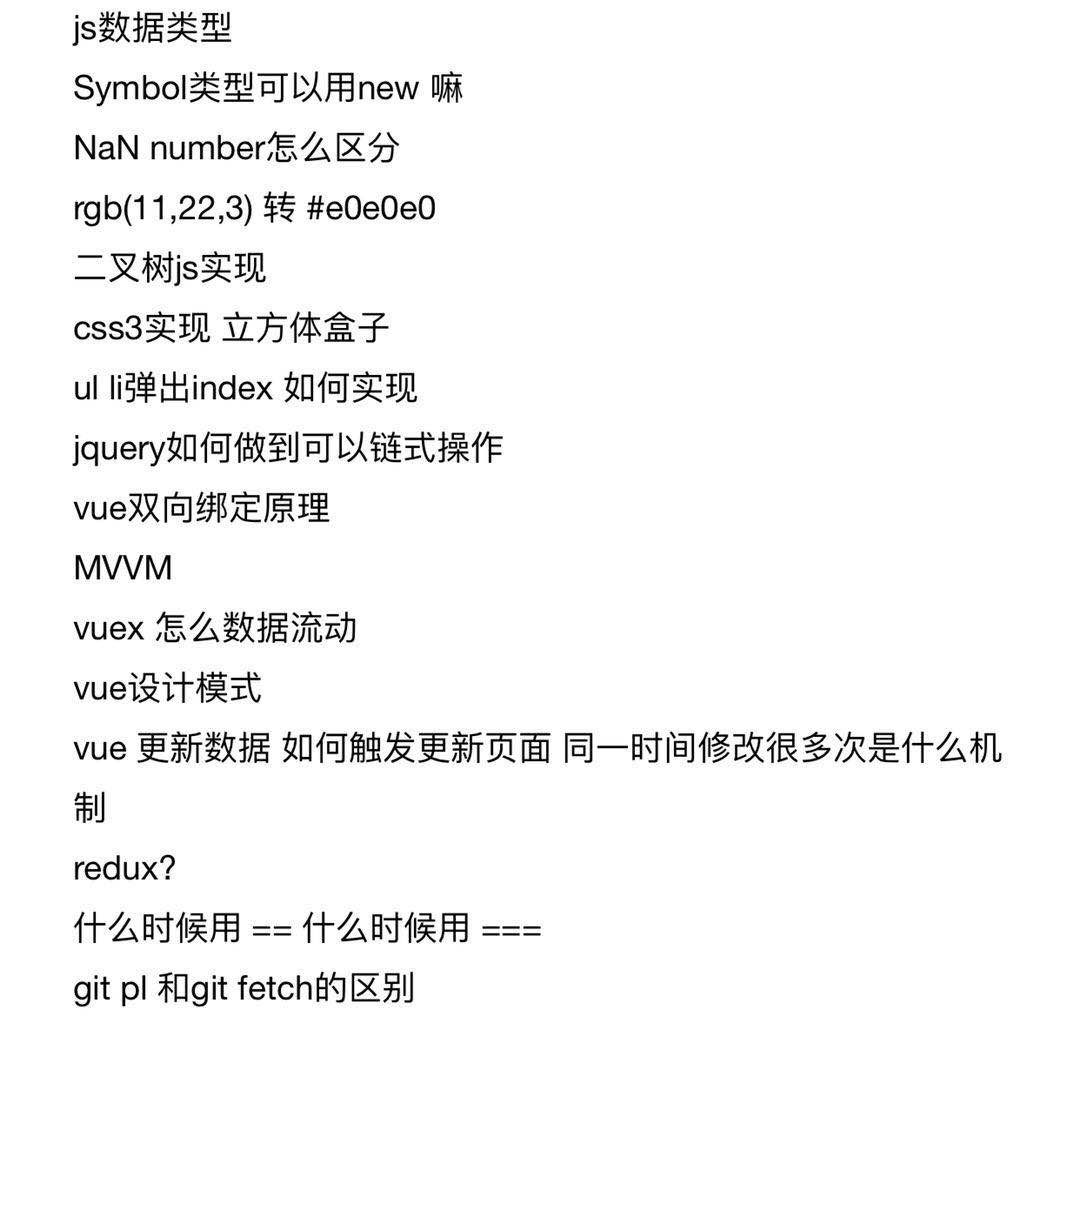 js数据类型
Symbol类型可以用new 嘛
NaN number怎么区分
rgb(11,22,3) 转 #e0e0e0
二叉树js实现
css3实现 立方体盒子
ul li弹出index 如何实现
jquery如何做到可以链式操作
vue双向绑定原理
MVVM
vuex 怎么数据流动
vue设计模式
vue 更新数据 如何触发更新页面 同一时间修改很多次是什么机
制
redux?
什么时候用 == 什么时候用 ===
git pl 和git fetch的区别